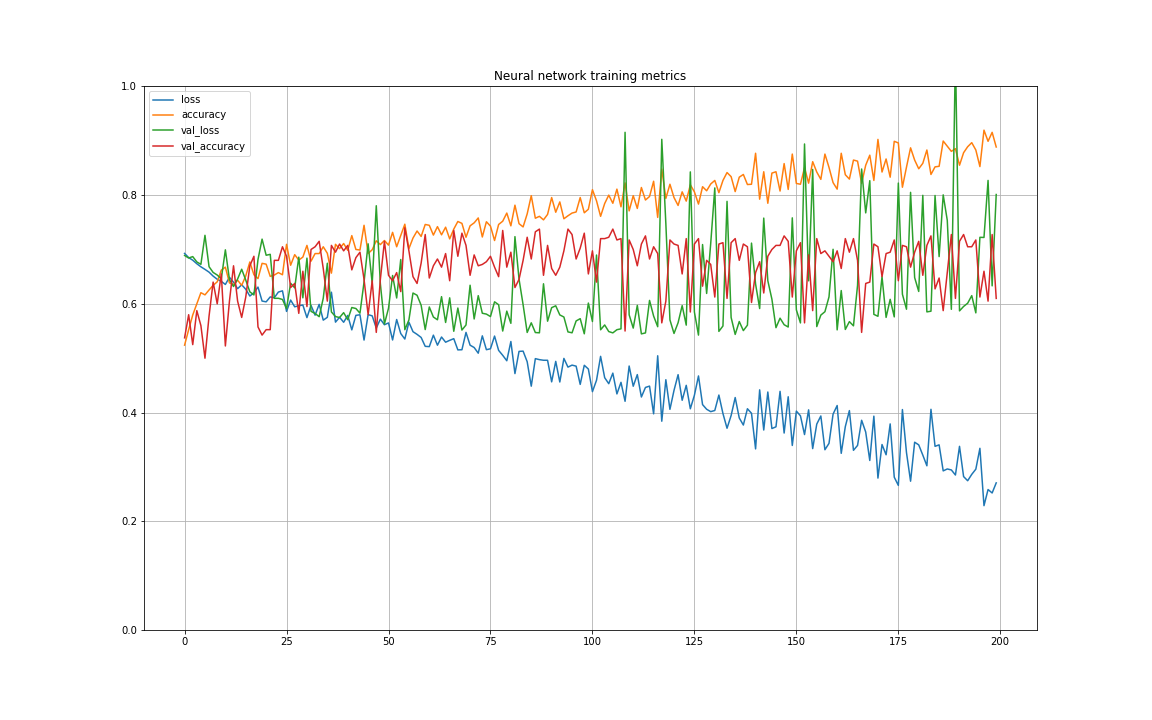 Neural network training metrics
1.0
0.8
0.6
0.4
0.2
0.0
loss
accuracy
val_loss
val_accuracy
0 25 50 75 100 125 150 175 200